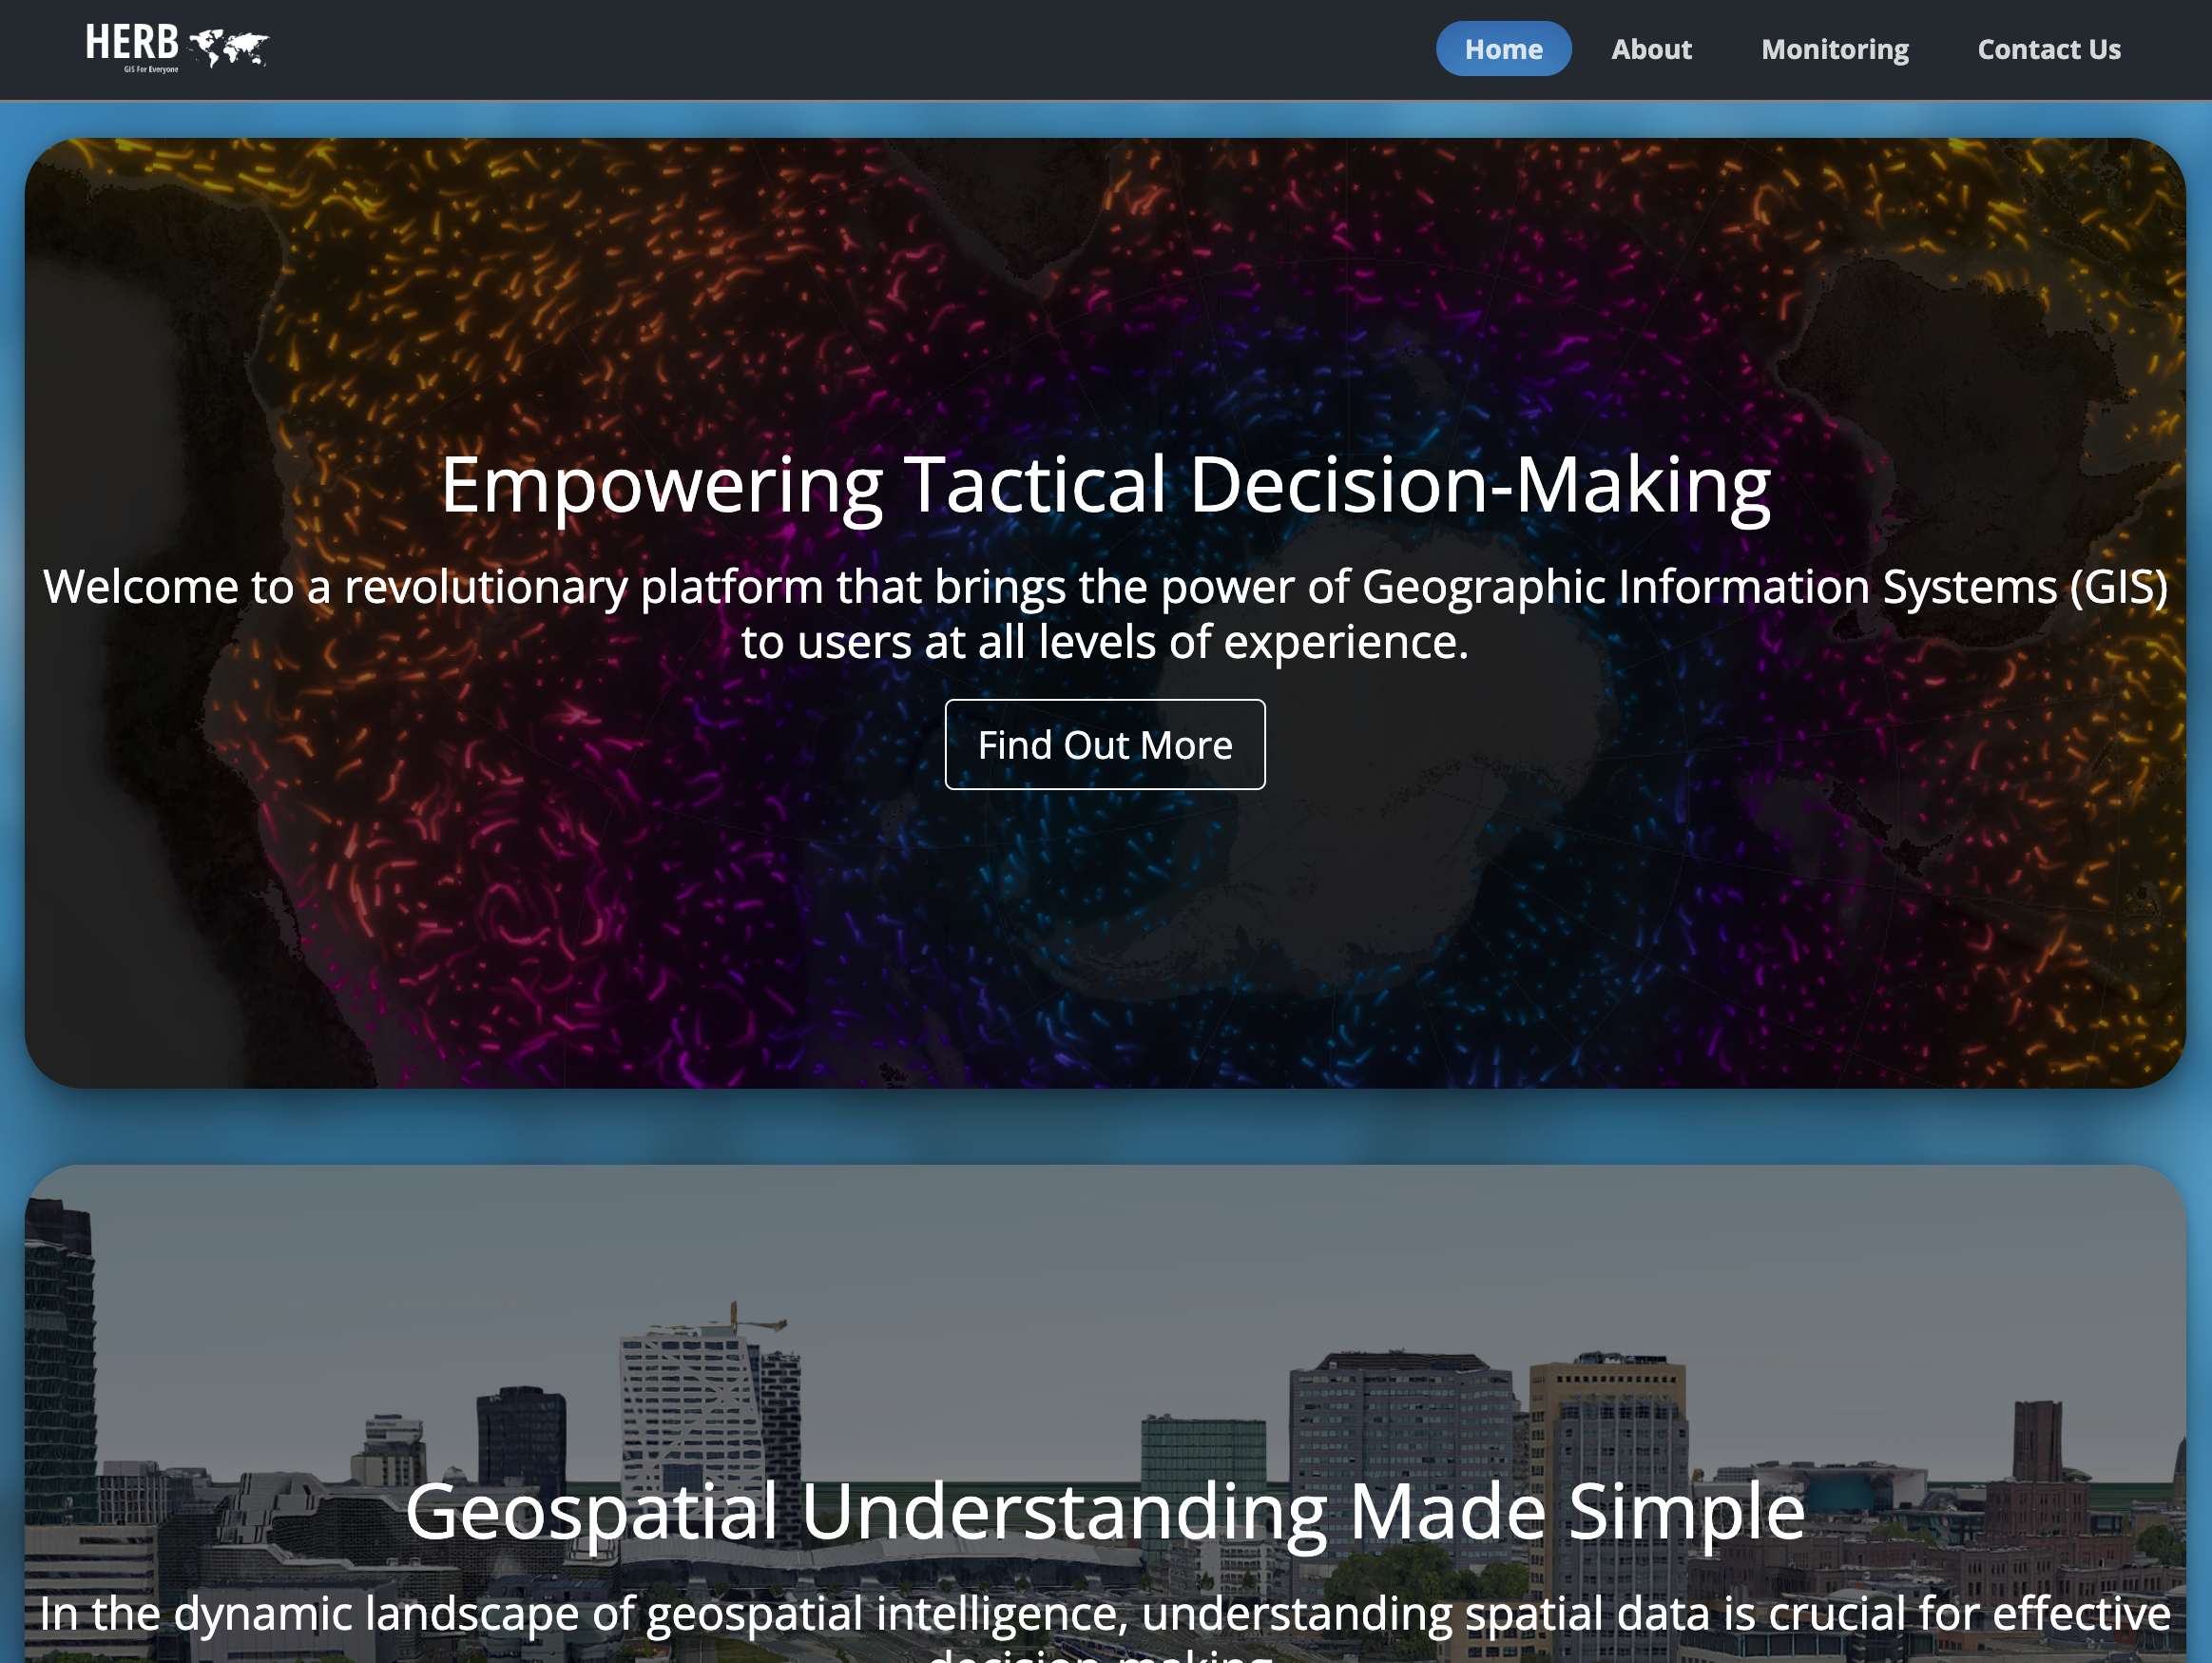 HERB
GIS For Everyone
Home
About
Monitoring
Contact Us
Empowering Tactical Decision-Making
Welcome to a revolutionary platform that brings the power of Geographic Information Systems (GIS)
to users at all levels of experience.
Find Out More
Geospatial Understanding Made Simple
In the dynamic landscape of geospatial intelligence, understanding spatial data is crucial for effective
decision-making.